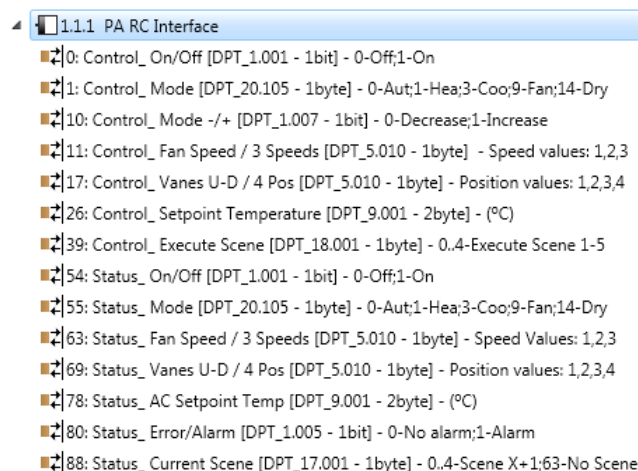 1.1.1 PA RC Interface
0: Control_ On/Off [DPT_1.001 - 1bit] - 0-Off;1-On
1: Control_ Mode [DPT_20.105 - 1byte] - 0-Aut;1-Hea;3-Coo;9-Fan;14-Dry
10: Control_ Mode -/+ [DPT_1.007 - 1bit] - 0-Decrease;1-Increase
11: Control_ Fan Speed / 3 Speeds [DPT_5.010 - 1byte] - Speed values: 1,2,3
17: Control_ Vanes U-D / 4 Pos [DPT_5.010 - 1byte] - Position values: 1,2,3,4
26: Control_ Setpoint Temperature [DPT_9.001 - 2byte] - (ºC)
39: Control_ Execute Scene [DPT_18.001 - 1byte] - 0..4-Execute Scene 1-5
54: Status_ On/Off [DPT_1.001 - 1bit] - 0-Off;1-On
55: Status_ Mode [DPT_20.105 - 1byte] - 0-Aut;1-Hea;3-Coo;9-Fan;14-Dry
63: Status_ Fan Speed / 3 Speeds [DPT_5.010 - 1byte] - Speed Values: 1,2,3
69: Status_ Vanes U-D / 4 Pos [DPT_5.010 - 1byte] - Position values: 1,2,3,4
78: Status_ AC Setpoint Temp [DPT_9.001 - 2byte] - (ºC)
80: Status_ Error/Alarm [DPT_1.005 - 1bit] - 0-No alarm;1-Alarm
88: Status_ Current Scene [DPT_17.001 - 1byte] - 0..4-Scene X+1;63-No Scene